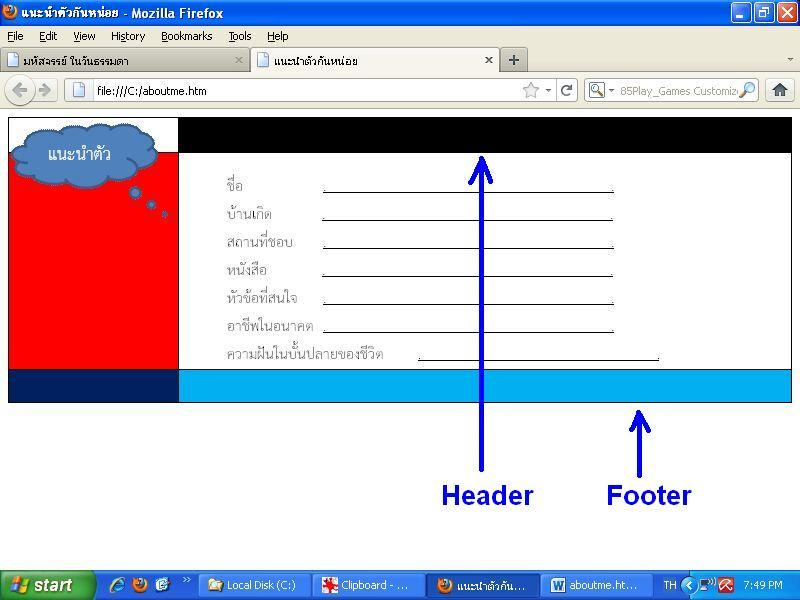 แนะนำตัวกันหน่อย - Mozilla Firefox
File Edit View History Bookmarks Tools Help
มหัศจรรย์ ในวันธรรมดา
แนะนำตัวกันหน่อย
file:///C:/aboutme.htm
85Play_Games Customiz
แนะนำตัว
ชื่อ
บ้านเกิด
สถานที่ชอบ
หนังสือ
หัวข้อที่สนใจ
อาชีพในอนาคต
ความฝันในบั้นปลายของชีวิต
Header Footer
start
Local Disk (C:)
Clipboard - ...
แนะนำตัวกัน...
aboutme.ht...
TH
7:49 PM